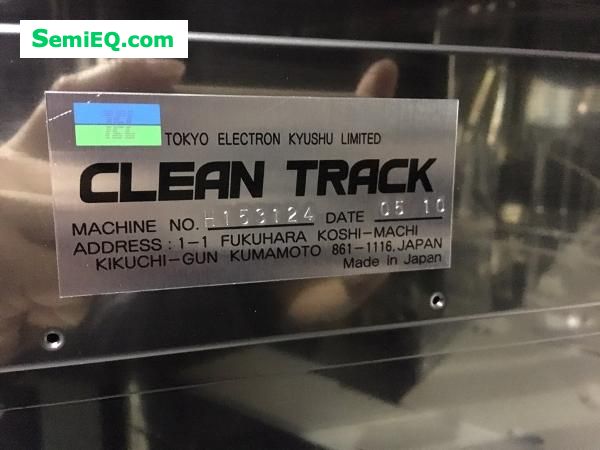 SemiEQ.com
TEL
TOKYO ELECTRON KYUSHU LIMITED
CLEAN TRACK
MACHINE NO. H153124 DATE 05 10
ADDRESS : 1-1 FUKUHARA KOSHI-MACHI
KIKUCHI-GUN KUMAMOTO 861-1116, JAPAN
Made in Japan